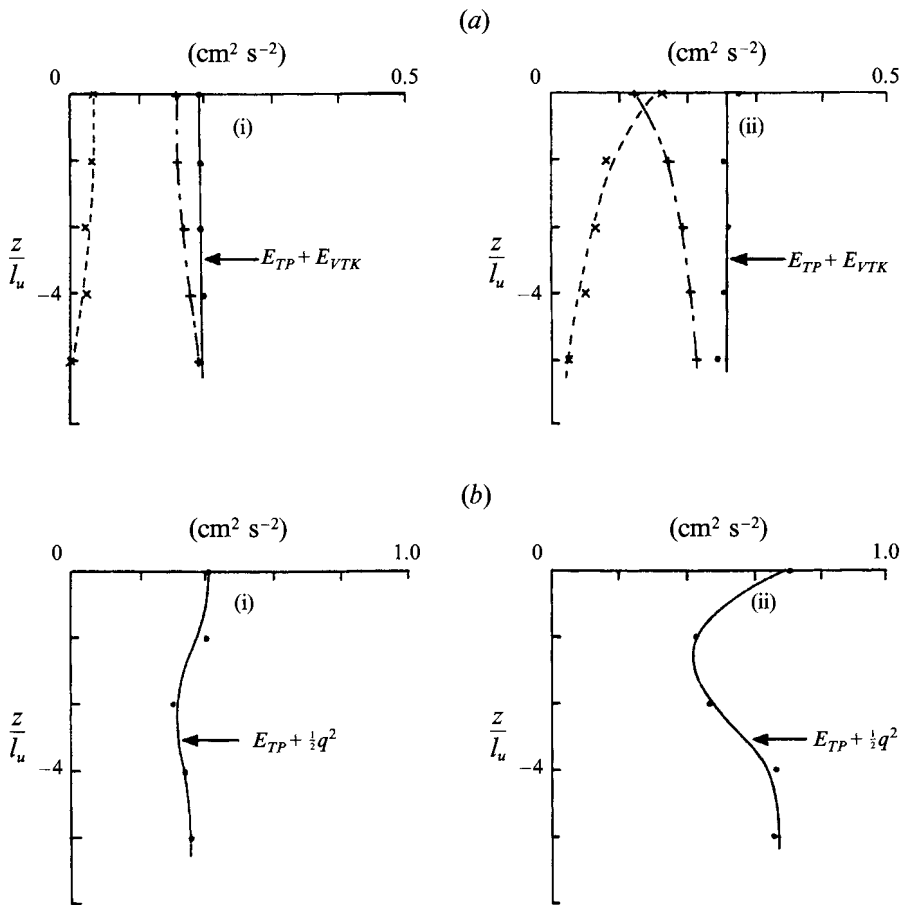 (a)
(cm² s⁻²) (cm² s⁻²)
0 0.5 0 0.5
(i) (ii)
z/l_u E_TP + E_VTK z/l_u E_TP + E_VTK
−4 −4
(b)
(cm² s⁻²) (cm² s⁻²)
0 1.0 0 1.0
(i) (ii)
z/l_u E_TP + ½q² z/l_u E_TP + ½q²
−4 −4